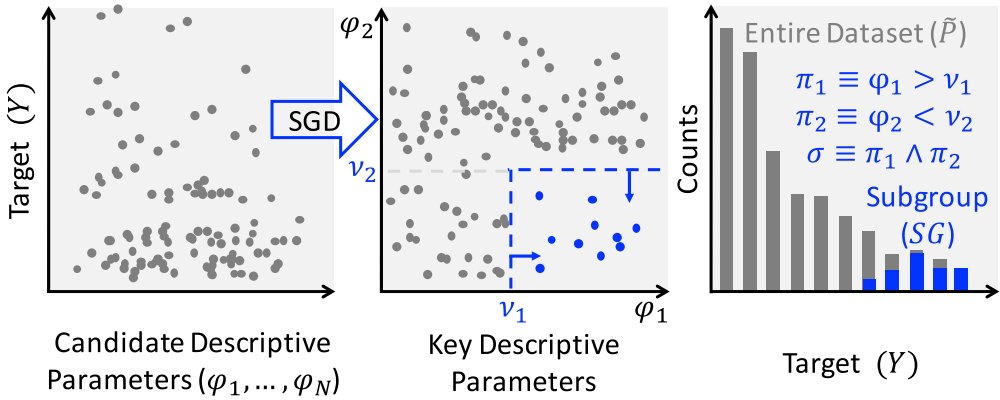 Target (Y)
SGD
Candidate Descriptive
Parameters (φ₁, ..., φ_N)
φ₂
ν₂
ν₁
φ₁
Key Descriptive
Parameters
Counts
Entire Dataset (P̃)
π₁ ≡ φ₁ > ν₁
π₂ ≡ φ₂ < ν₂
σ ≡ π₁ ∧ π₂
Subgroup
(SG)
Target (Y)